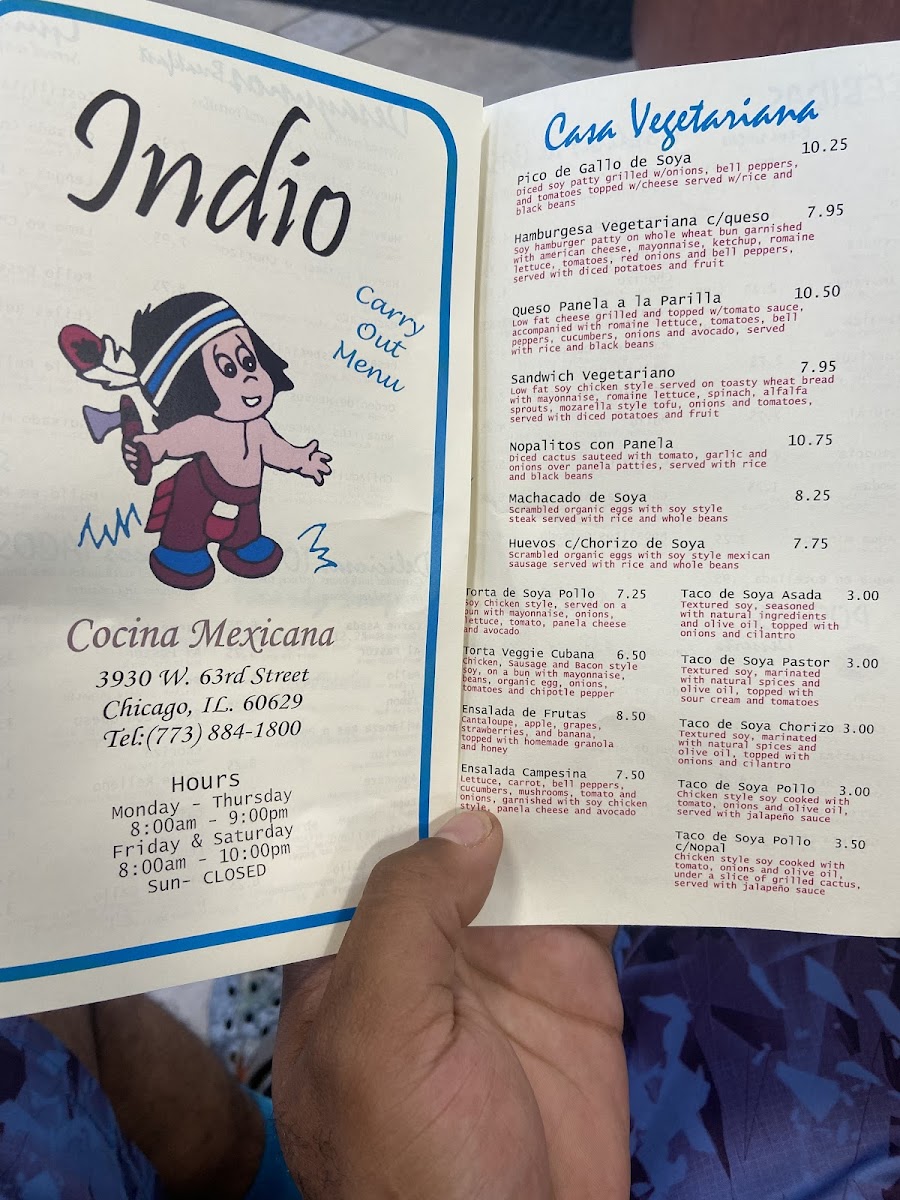 Indio
Carry
Out
Menu
Cocina Mexicana
3930 W. 63rd Street
Chicago, IL. 60629
Tel:(773) 884-1800
Hours
Monday - Thursday
8:00am - 9:00pm
Friday & Saturday
8:00am - 10:00pm
Sun- CLOSED
Casa Vegetariana
Pico de Gallo de Soya 10.25
Diced soy patty grilled w/onions, bell peppers,
and tomatoes topped w/cheese served w/rice and
black beans
Hamburgesa Vegetariana c/queso 7.95
soy hamburger patty on whole wheat bun garnished
with american cheese, mayonnaise, ketchup, romaine
lettuce, tomatoes, red onions and bell peppers,
served with diced potatoes and fruit
Queso Panela a la Parilla 10.50
Low fat cheese grilled and topped w/tomato sauce,
accompanied with romaine lettuce, tomatoes, bell
peppers, cucumbers, onions and avocado, served
with rice and black beans
Sandwich Vegetariano 7.95
Low fat Soy chicken style served on toasty wheat bread
with mayonnaise, romaine lettuce, spinach, alfalfa
sprouts, mozarella style tofu, onions and tomatoes,
served with diced potatoes and fruit
Nopalitos con Panela 10.75
Diced cactus sauteed with tomato, garlic and
onions over panela patties, served with rice
and black beans
Machacado de Soya 8.25
Scrambled organic eggs with soy style
steak served with rice and whole beans
Huevos c/Chorizo de Soya 7.75
Scrambled organic eggs with soy style mexican
sausage served with rice and whole beans
Torta de Soya Pollo 7.25
Soy Chicken style, served on a
bun with mayonnaise, onions,
lettuce, tomato, panela cheese
and avocado
Torta Veggie Cubana 6.50
Chicken, Sausage and Bacon style
soy, on a bun with mayonnaise,
beans, organic egg, onions,
tomatoes and chipotle pepper
Ensalada de Frutas 8.50
Cantaloupe, apple, grapes,
strawberries, and banana,
topped with homemade granola
and honey
Ensalada Campesina 7.50
Lettuce, carrot, bell peppers,
cucumbers, mushrooms, tomato and
onions, garnished with soy chicken
style, panela cheese and avocado
Taco de Soya Asada 3.00
Textured soy, seasoned
with natural ingredients
and olive oil, topped with
onions and cilantro
Taco de Soya Pastor 3.00
Textured soy, marinated
with natural spices and
olive oil, topped with
sour cream and tomatoes
Taco de Soya Chorizo 3.00
Textured soy, marinated
with natural spices and
olive oil, topped with
onions and cilantro
Taco de Soya Pollo 3.00
Chicken style soy cooked with
tomato, onions and olive oil,
served with jalapeño sauce
Taco de Soya Pollo 3.50
c/Nopal
Chicken style soy cooked with
tomato, onions and olive oil,
under a slice of grilled cactus,
served with jalapeño sauce